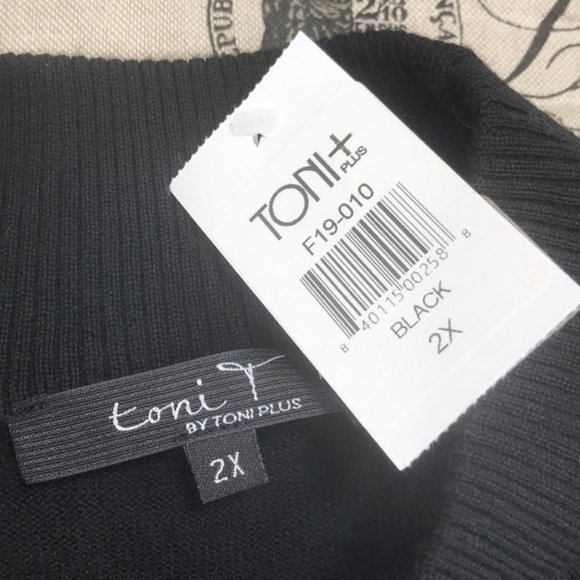 TONI+
PLUS
F19-010
8 40115 00258 8
BLACK
2X
toni T
BY TONI PLUS
2X